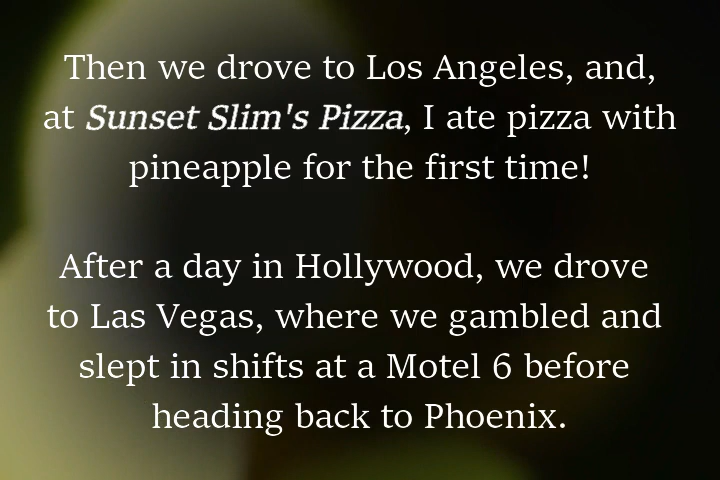 Then we drove to Los Angeles, and,
at Sunset Slim's Pizza, I ate pizza with
pineapple for the first time!
After a day in Hollywood, we drove
to Las Vegas, where we gambled and
slept in shifts at a Motel 6 before
heading back to Phoenix.